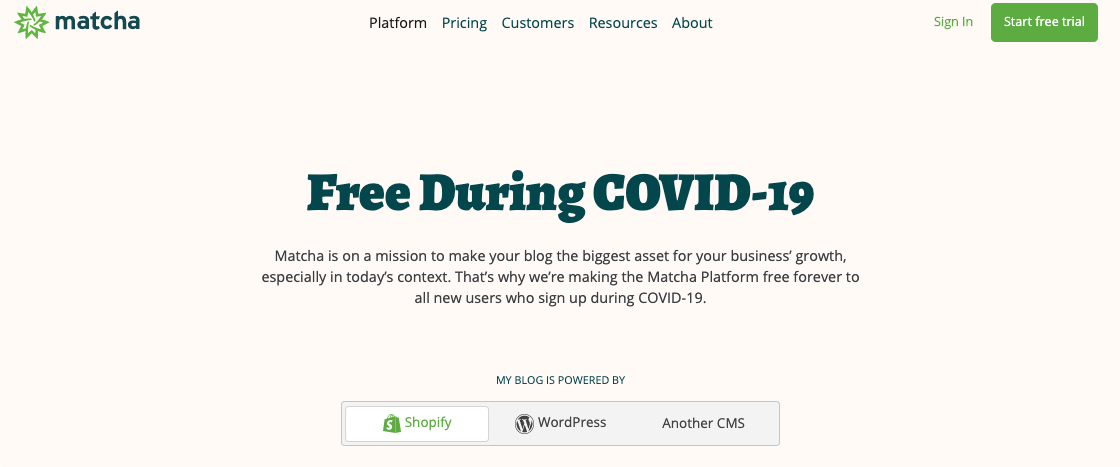 matcha
Platform Pricing Customers Resources About
Sign In Start free trial
Free During COVID-19
Matcha is on a mission to make your blog the biggest asset for your business’ growth,
especially in today’s context. That’s why we’re making the Matcha Platform free forever to
all new users who sign up during COVID-19.
MY BLOG IS POWERED BY
Shopify WordPress Another CMS